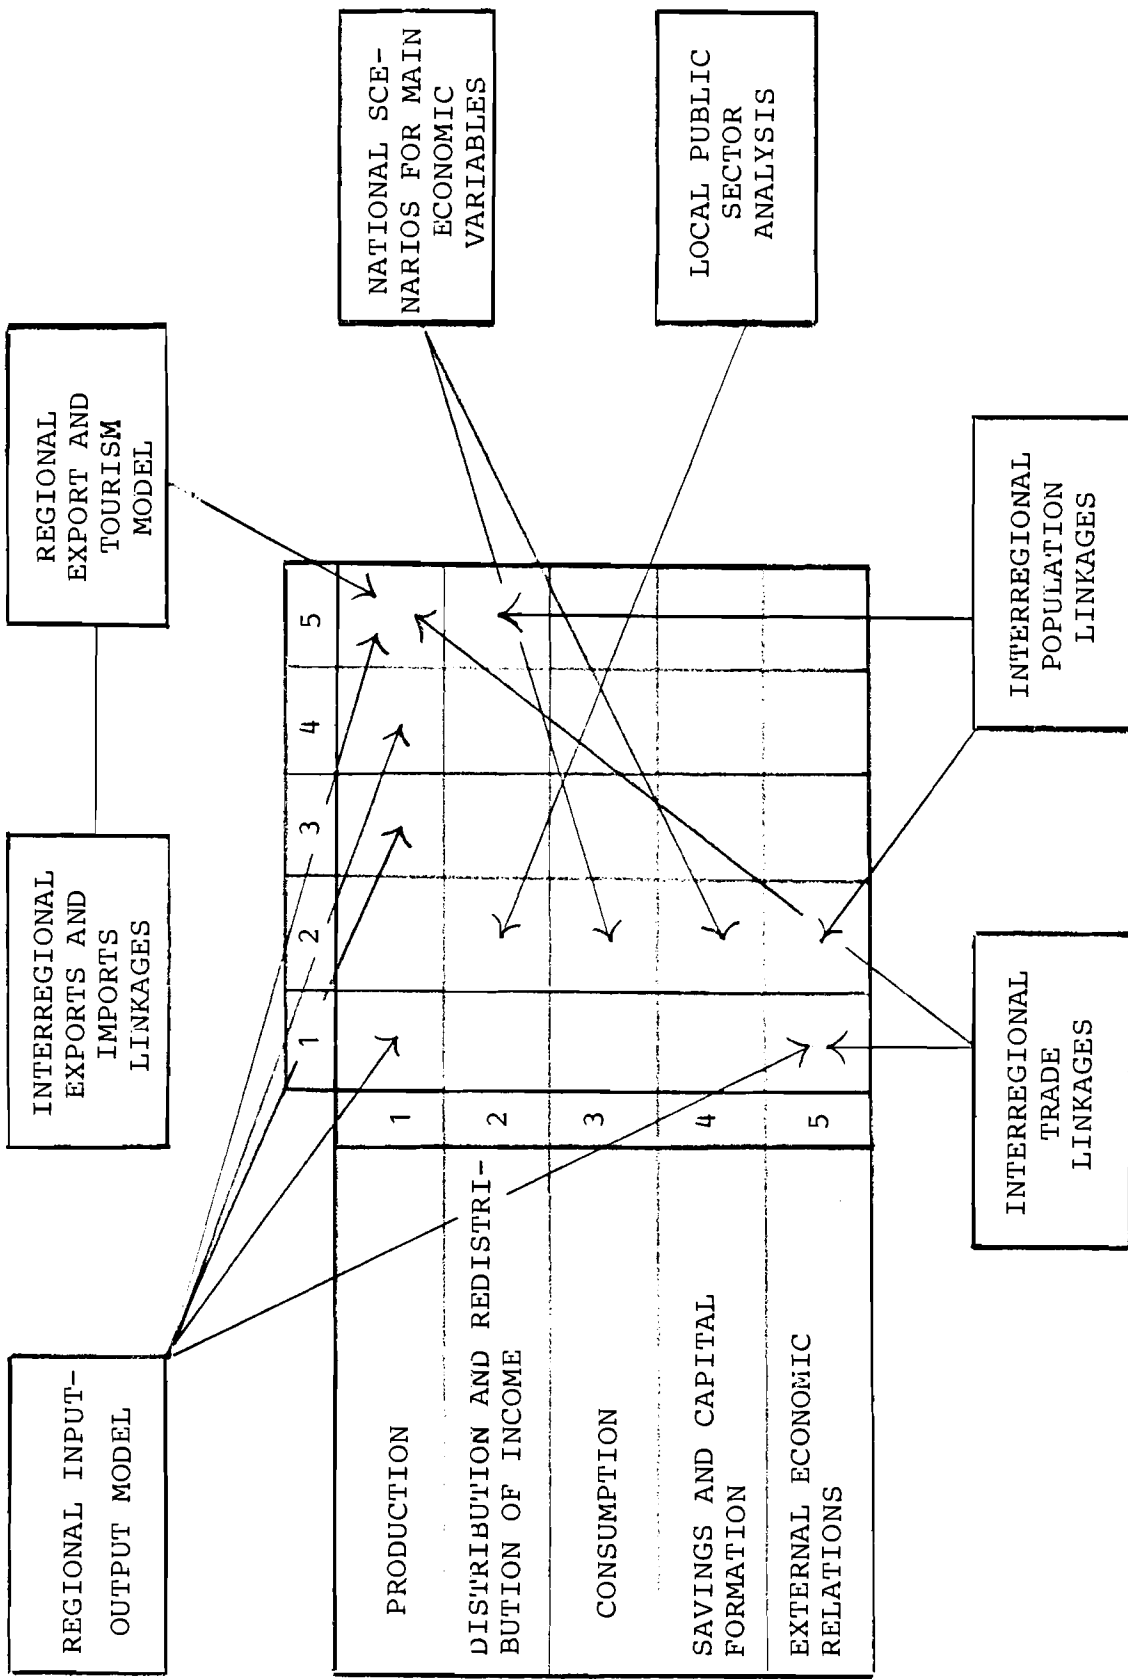 REGIONAL INPUT-
OUTPUT MODEL
INTERREGIONAL
EXPORTS AND
IMPORTS
LINKAGES
REGIONAL
EXPORT AND
TOURISM
MODEL
NATIONAL SCE-
NARIOS FOR MAIN
ECONOMIC
VARIABLES
LOCAL PUBLIC
SECTOR
ANALYSIS
1 2 3 4 5
PRODUCTION 1
DISTRIBUTION AND REDISTRI-
BUTION OF INCOME 2
CONSUMPTION 3
SAVINGS AND CAPITAL
FORMATION 4
EXTERNAL ECONOMIC
RELATIONS 5
INTERREGIONAL
TRADE
LINKAGES
INTERREGIONAL
POPULATION
LINKAGES